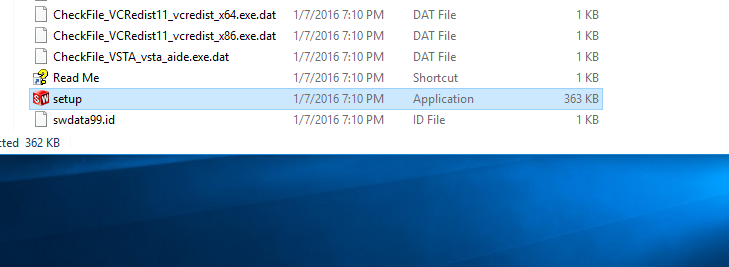 CheckFile_VCRedist11_vcredist_x64.exe.dat 1/7/2016 7:10 PM DAT File 1 KB
CheckFile_VCRedist11_vcredist_x86.exe.dat 1/7/2016 7:10 PM DAT File 1 KB
CheckFile_VSTA_vsta_aide.exe.dat 1/7/2016 7:10 PM DAT File 1 KB
Read Me 1/7/2016 7:10 PM Shortcut 1 KB
SW setup 1/7/2016 7:10 PM Application 363 KB
swdata99.id 1/7/2016 7:10 PM ID File 1 KB
cted 362 KB